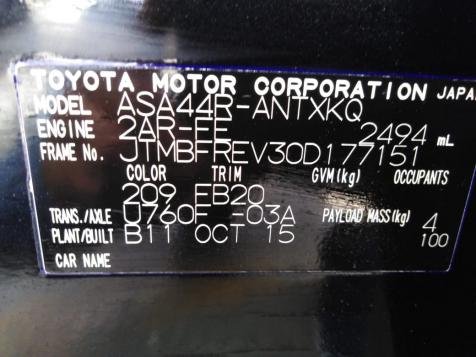 TOYOTA MOTOR CORPORATION JAPA
MODEL ASA44R-ANTXKQ
ENGINE 2AR-FE 2494 mL
FRAME No. JTMBFREV30D177151
COLOR TRIM GVM(kg) OCCUPANTS
209 EB20
TRANS./AXLE U760F -03A PAYLOAD MASS(kg) 4
PLANT/BUILT B11 OCT 15 100
CAR NAME